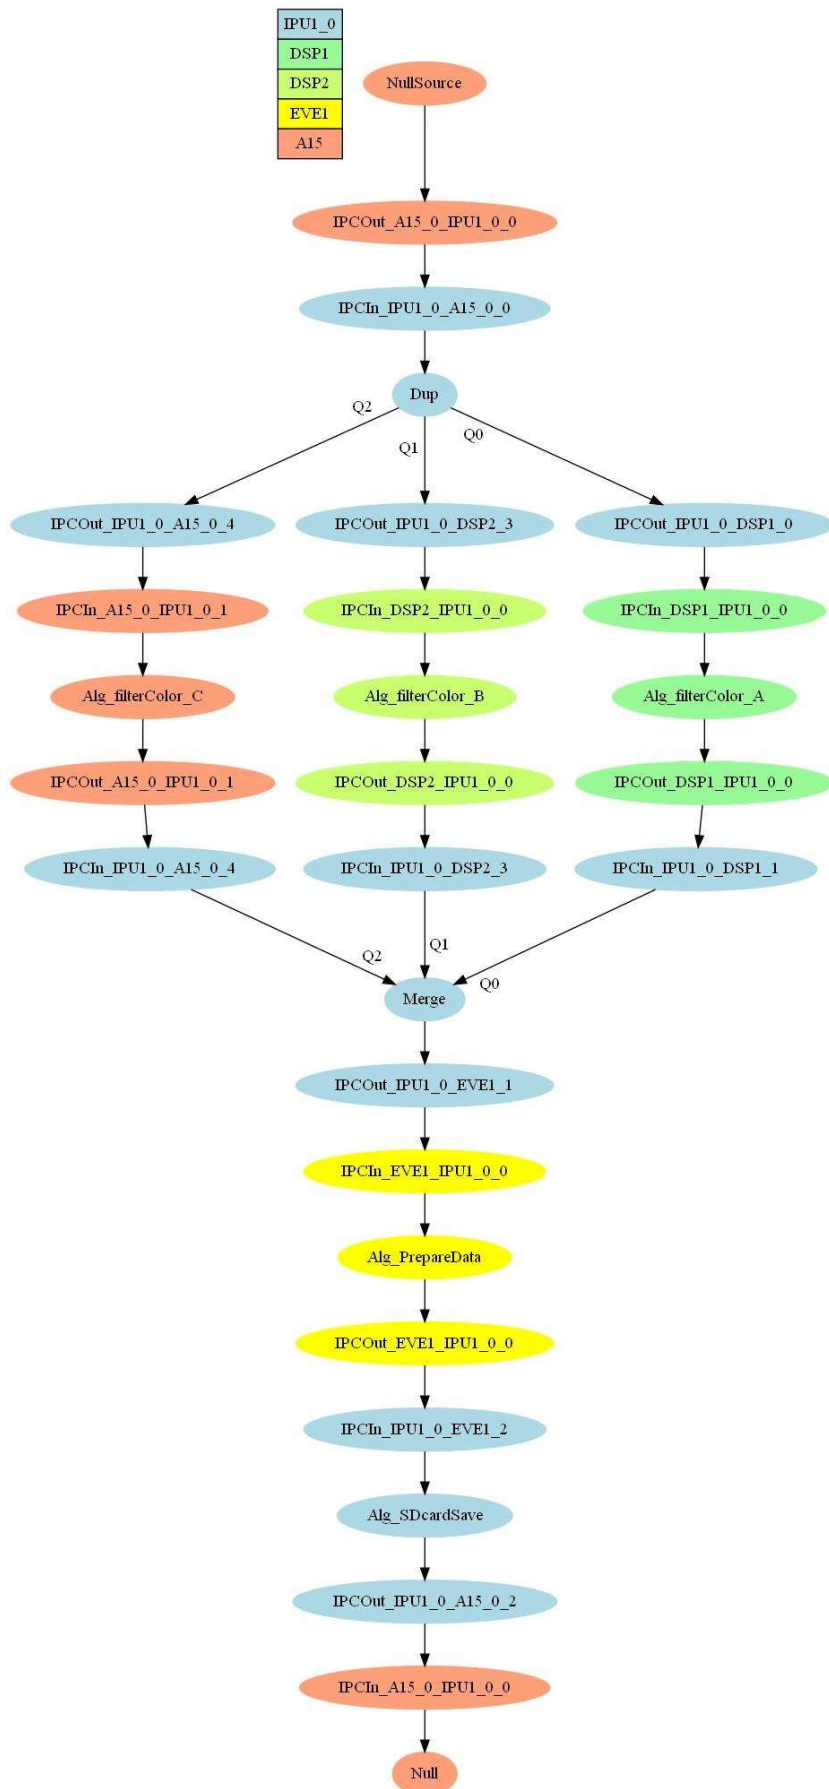 IPU1_0
DSP1
DSP2
EVE1
A15
NullSource
IPCOut_A15_0_IPU1_0_0
IPCIn_IPU1_0_A15_0_0
Dup
Q2
Q1
Q0
IPCOut_IPU1_0_A15_0_4
IPCOut_IPU1_0_DSP2_3
IPCOut_IPU1_0_DSP1_0
IPCIn_A15_0_IPU1_0_1
IPCIn_DSP2_IPU1_0_0
IPCIn_DSP1_IPU1_0_0
Alg_filterColor_C
Alg_filterColor_B
Alg_filterColor_A
IPCOut_A15_0_IPU1_0_1
IPCOut_DSP2_IPU1_0_0
IPCOut_DSP1_IPU1_0_0
IPCIn_IPU1_0_A15_0_4
IPCIn_IPU1_0_DSP2_3
IPCIn_IPU1_0_DSP1_1
Q2
Q1
Q0
Merge
IPCOut_IPU1_0_EVE1_1
IPCIn_EVE1_IPU1_0_0
Alg_PrepareData
IPCOut_EVE1_IPU1_0_0
IPCIn_IPU1_0_EVE1_2
Alg_SDcardSave
IPCOut_IPU1_0_A15_0_2
IPCIn_A15_0_IPU1_0_0
Null